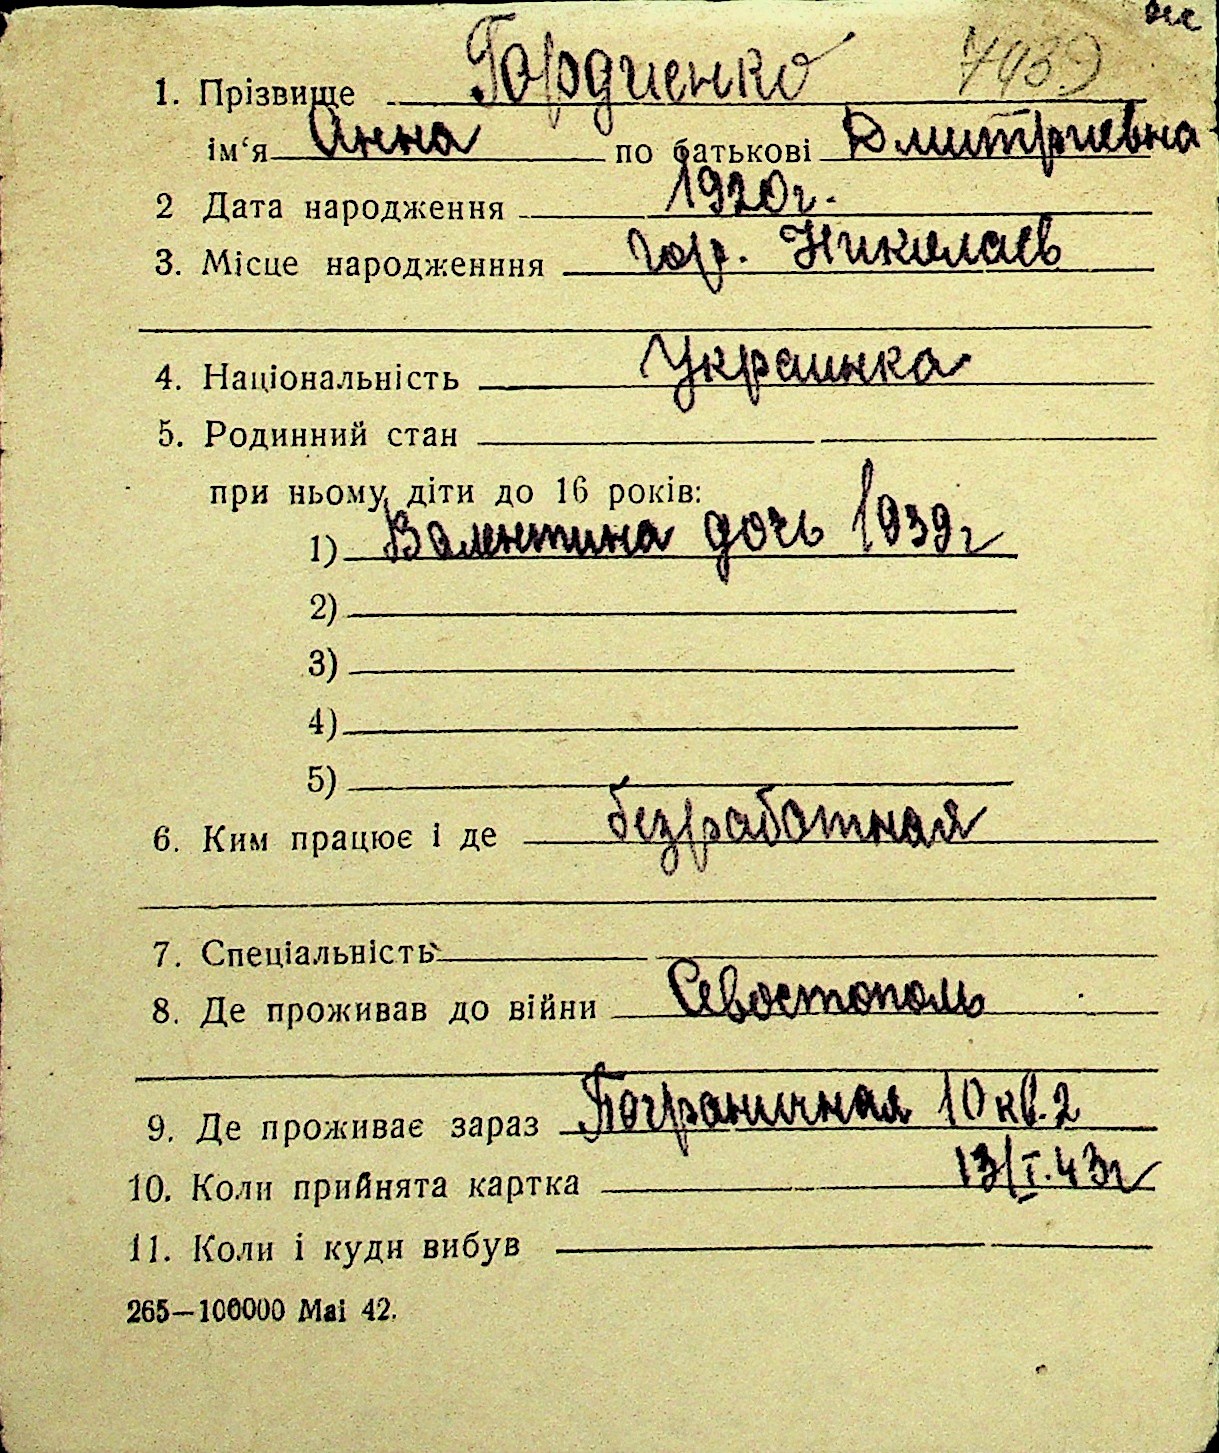 не
7939
1. Прізвище Гордиенко
ім‘я Анна по батькові Дмитриевна
2 Дата народження 1920г.
3. Місце народженння гор. Николаев
4. Національність Украинка
5. Родинний стан
при ньому діти до 16 років:
1) Валентина дочь 1939г
2)
3)
4)
5)
6. Ким працює і де безработная
7. Спеціальність
8. Де проживав до війни Севостополь
9. Де проживає зараз Пограничная 10 кв. 2
10. Коли прийнята картка 13/I.43г
11. Коли і куди вибув
265—100000 Mai 42.